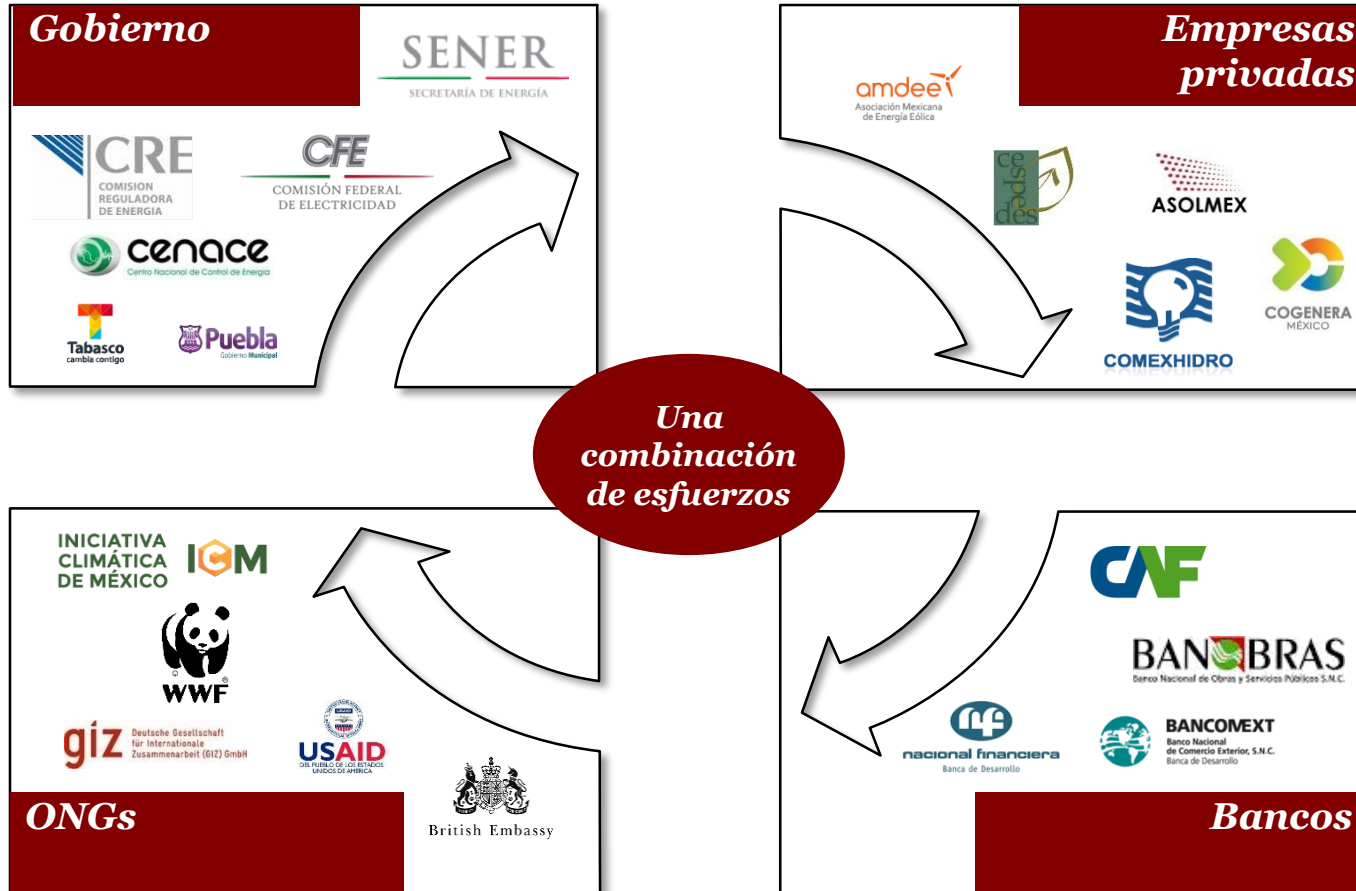 Gobierno
SENER
SECRETARÍA DE ENERGÍA
CRE
COMISION
REGULADORA
DE ENERGIA
CFE
COMISIÓN FEDERAL
DE ELECTRICIDAD
cenace
Centro Nacional de Control de Energía
Tabasco
cambia contigo
Puebla
Gobierno Municipal
Empresas
privadas
amdee
Asociación Mexicana
de Energía Eólica
ce
spe
des
ASOLMEX
COMEXHIDRO
COGENERA
MÉXICO
Una
combinación
de esfuerzos
INICIATIVA
CLIMÁTICA
DE MÉXICO
ICM
WWF
giz
Deutsche Gesellschaft
für Internationale
Zusammenarbeit (GIZ) GmbH
USAID
DEL PUEBLO DE LOS ESTADOS
UNIDOS DE AMÉRICA
British Embassy
ONGs
CAF
BANOBRAS
Banco Nacional de Obras y Servicios Públicos S.N.C.
nf
nacional financiera
Banca de Desarrollo
BANCOMEXT
Banco Nacional
de Comercio Exterior, S.N.C.
Banca de Desarrollo
Bancos